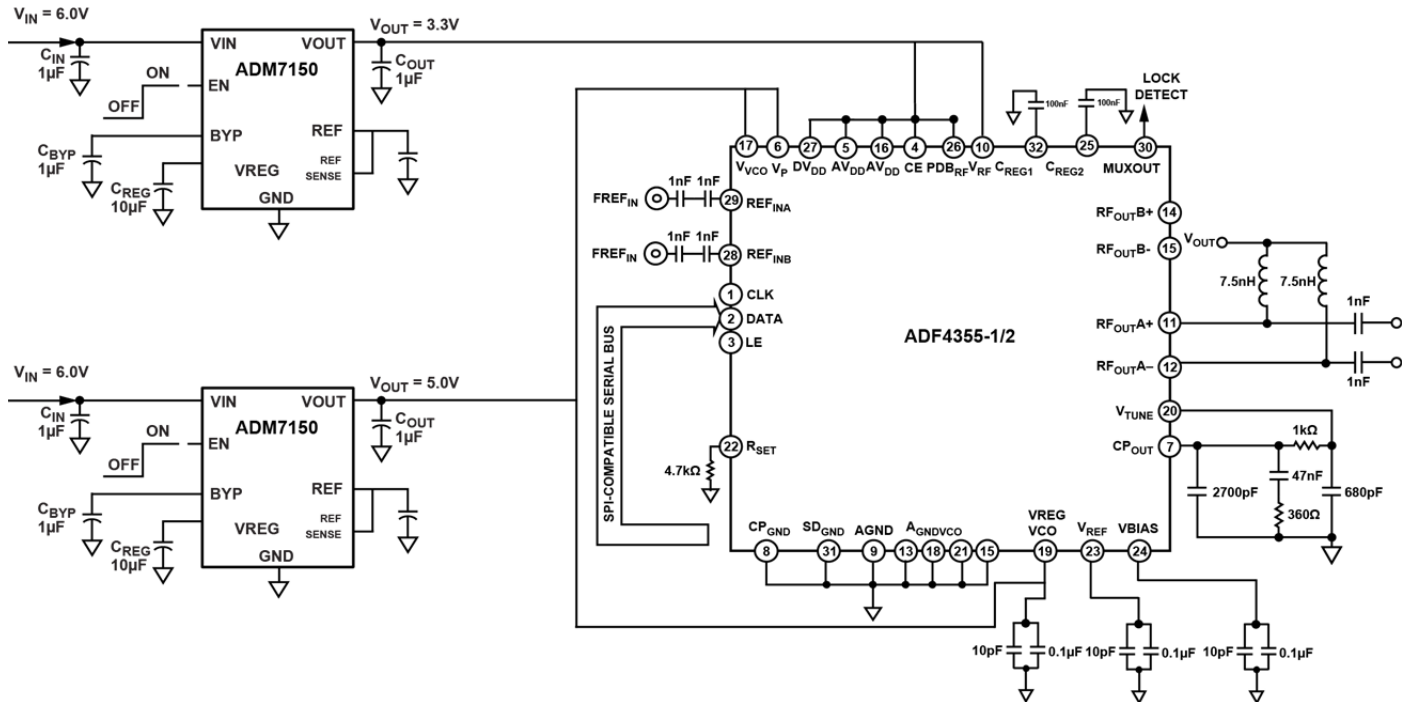 V_IN = 6.0V
C_IN
1µF
ON
OFF
C_BYP
1µF
C_REG
10µF
VIN
VOUT
ADM7150
EN
BYP
REF
REF
SENSE
VREG
GND
V_OUT = 3.3V
C_OUT
1µF
V_IN = 6.0V
C_IN
1µF
ON
OFF
C_BYP
1µF
C_REG
10µF
VIN
VOUT
ADM7150
EN
BYP
REF
REF
SENSE
VREG
GND
V_OUT = 5.0V
C_OUT
1µF
100nF
100nF
LOCK
DETECT
17
6
27
5
16
4
26
10
32
25
30
V_VCO
V_P
DV_DD
AV_DD
AV_DD
CE
PDB_RF
V_RF
C_REG1
C_REG2
MUXOUT
FREF_IN
1nF
1nF
29
REF_INA
FREF_IN
1nF
1nF
28
REF_INB
1
CLK
2
DATA
3
LE
SPI-COMPATIBLE SERIAL BUS
22
R_SET
4.7kΩ
ADF4355-1/2
RF_OUTB+
14
RF_OUTB-
15
V_OUT
7.5nH
7.5nH
RF_OUTA+
11
1nF
RF_OUTA–
12
1nF
V_TUNE
20
CP_OUT
7
1kΩ
2700pF
47nF
360Ω
680pF
CP_GND
SD_GND
AGND
A_GNDVCO
VREG
VCO
V_REF
VBIAS
8
31
9
13
18
21
15
19
23
24
10pF
0.1µF
10pF
0.1µF
10pF
0.1µF